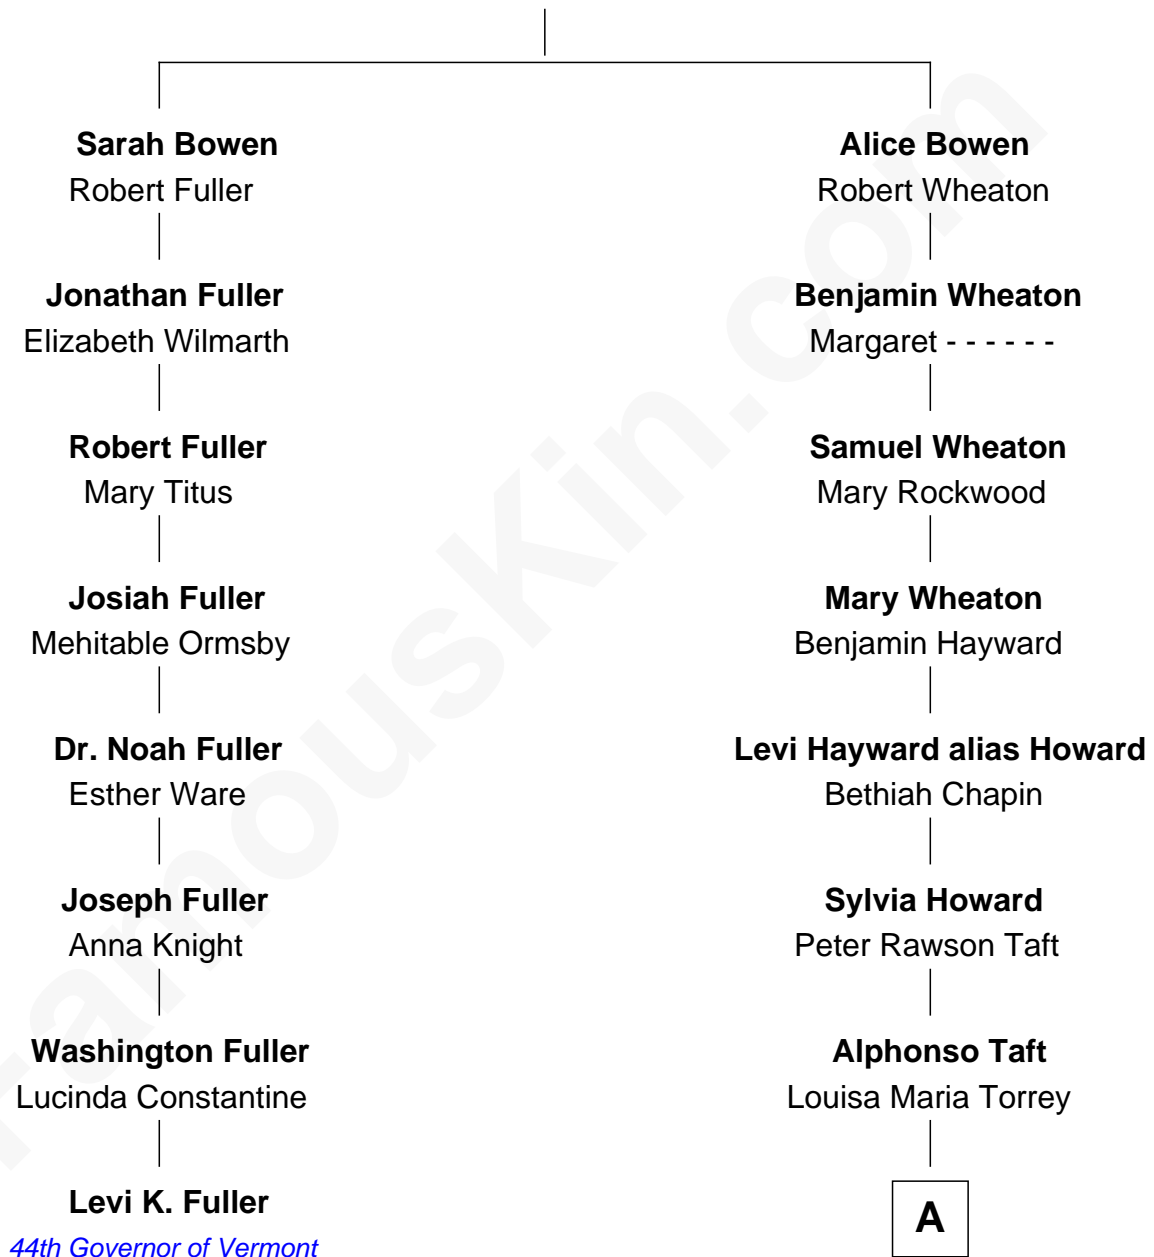 Sarah Bowen
Robert Fuller
Alice Bowen
Robert Wheaton
Jonathan Fuller
Elizabeth Wilmarth
Benjamin Wheaton
Margaret - - - - - -
Robert Fuller
Mary Titus
Samuel Wheaton
Mary Rockwood
Josiah Fuller
Mehitable Ormsby
Mary Wheaton
Benjamin Hayward
Dr. Noah Fuller
Esther Ware
Levi Hayward alias Howard
Bethiah Chapin
Joseph Fuller
Anna Knight
Sylvia Howard
Peter Rawson Taft
Washington Fuller
Lucinda Constantine
Alphonso Taft
Louisa Maria Torrey
Levi K. Fuller
44th Governor of Vermont
A
FamousKin.com